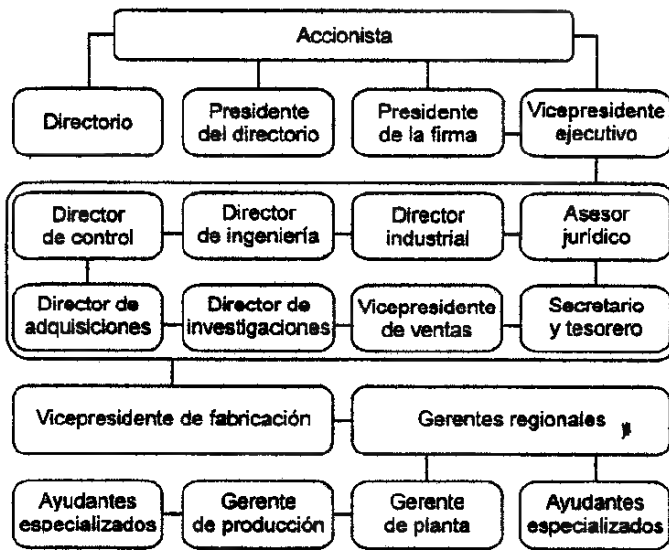 Accionista
Directorio
Presidente
del directorio
Presidente
de la firma
Vicepresidente
ejecutivo
Director
de control
Director
de ingeniería
Director
industrial
Asesor
jurídico
Director de
adquisiciones
Director de
investigaciones
Vicepresidente
de ventas
Secretario
y tesorero
Vicepresidente de fabricación
Gerentes regionales
Ayudantes
especializados
Gerente
de producción
Gerente
de planta
Ayudantes
especializados